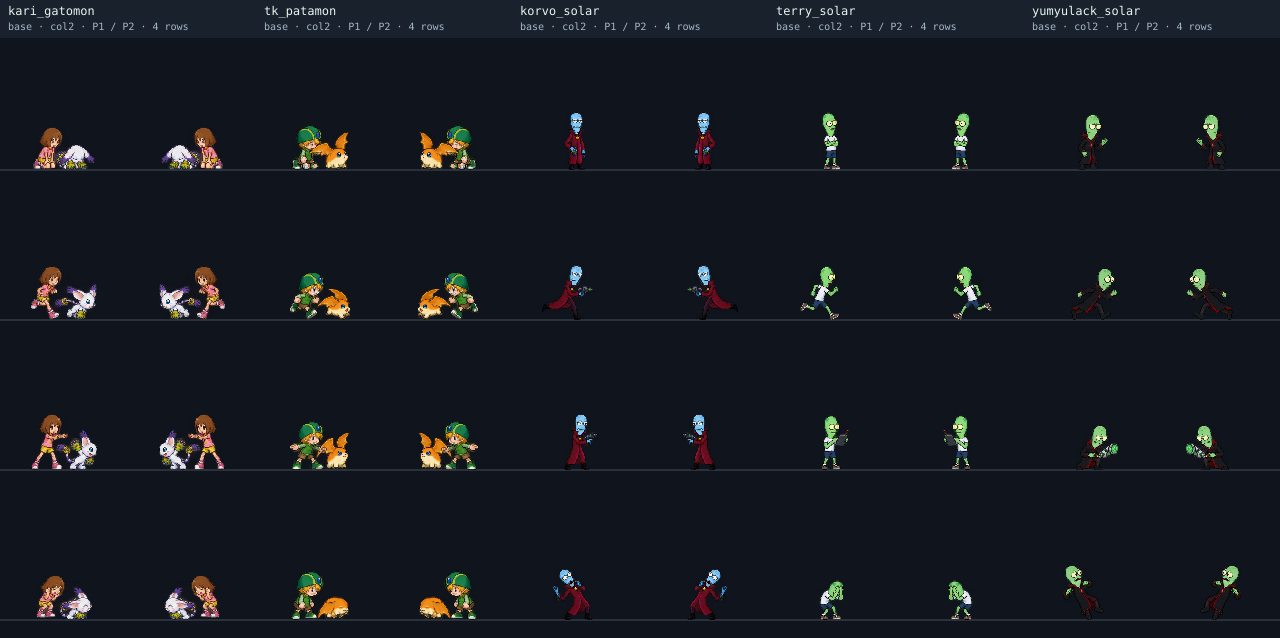 kari_gatomon
base · col2 · P1 / P2 · 4 rows
tk_patamon
base · col2 · P1 / P2 · 4 rows
korvo_solar
base · col2 · P1 / P2 · 4 rows
terry_solar
base · col2 · P1 / P2 · 4 rows
yumyulack_solar
base · col2 · P1 / P2 · 4 rows